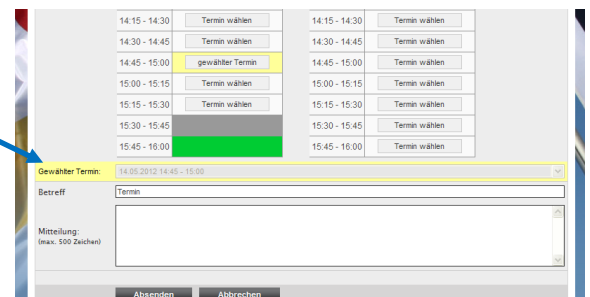 14:15 - 14:30 Termin wählen 14:15 - 14:30 Termin wählen
14:30 - 14:45 Termin wählen 14:30 - 14:45 Termin wählen
14:45 - 15:00 gewählter Termin 14:45 - 15:00 Termin wählen
15:00 - 15:15 Termin wählen 15:00 - 15:15 Termin wählen
15:15 - 15:30 Termin wählen 15:15 - 15:30 Termin wählen
15:30 - 15:45 15:30 - 15:45 Termin wählen
15:45 - 16:00 15:45 - 16:00 Termin wählen
Gewählter Termin: 14.05.2012 14:45 - 15:00
Betreff Termin
Mitteilung:
(max. 500 Zeichen)
Absenden Abbrechen